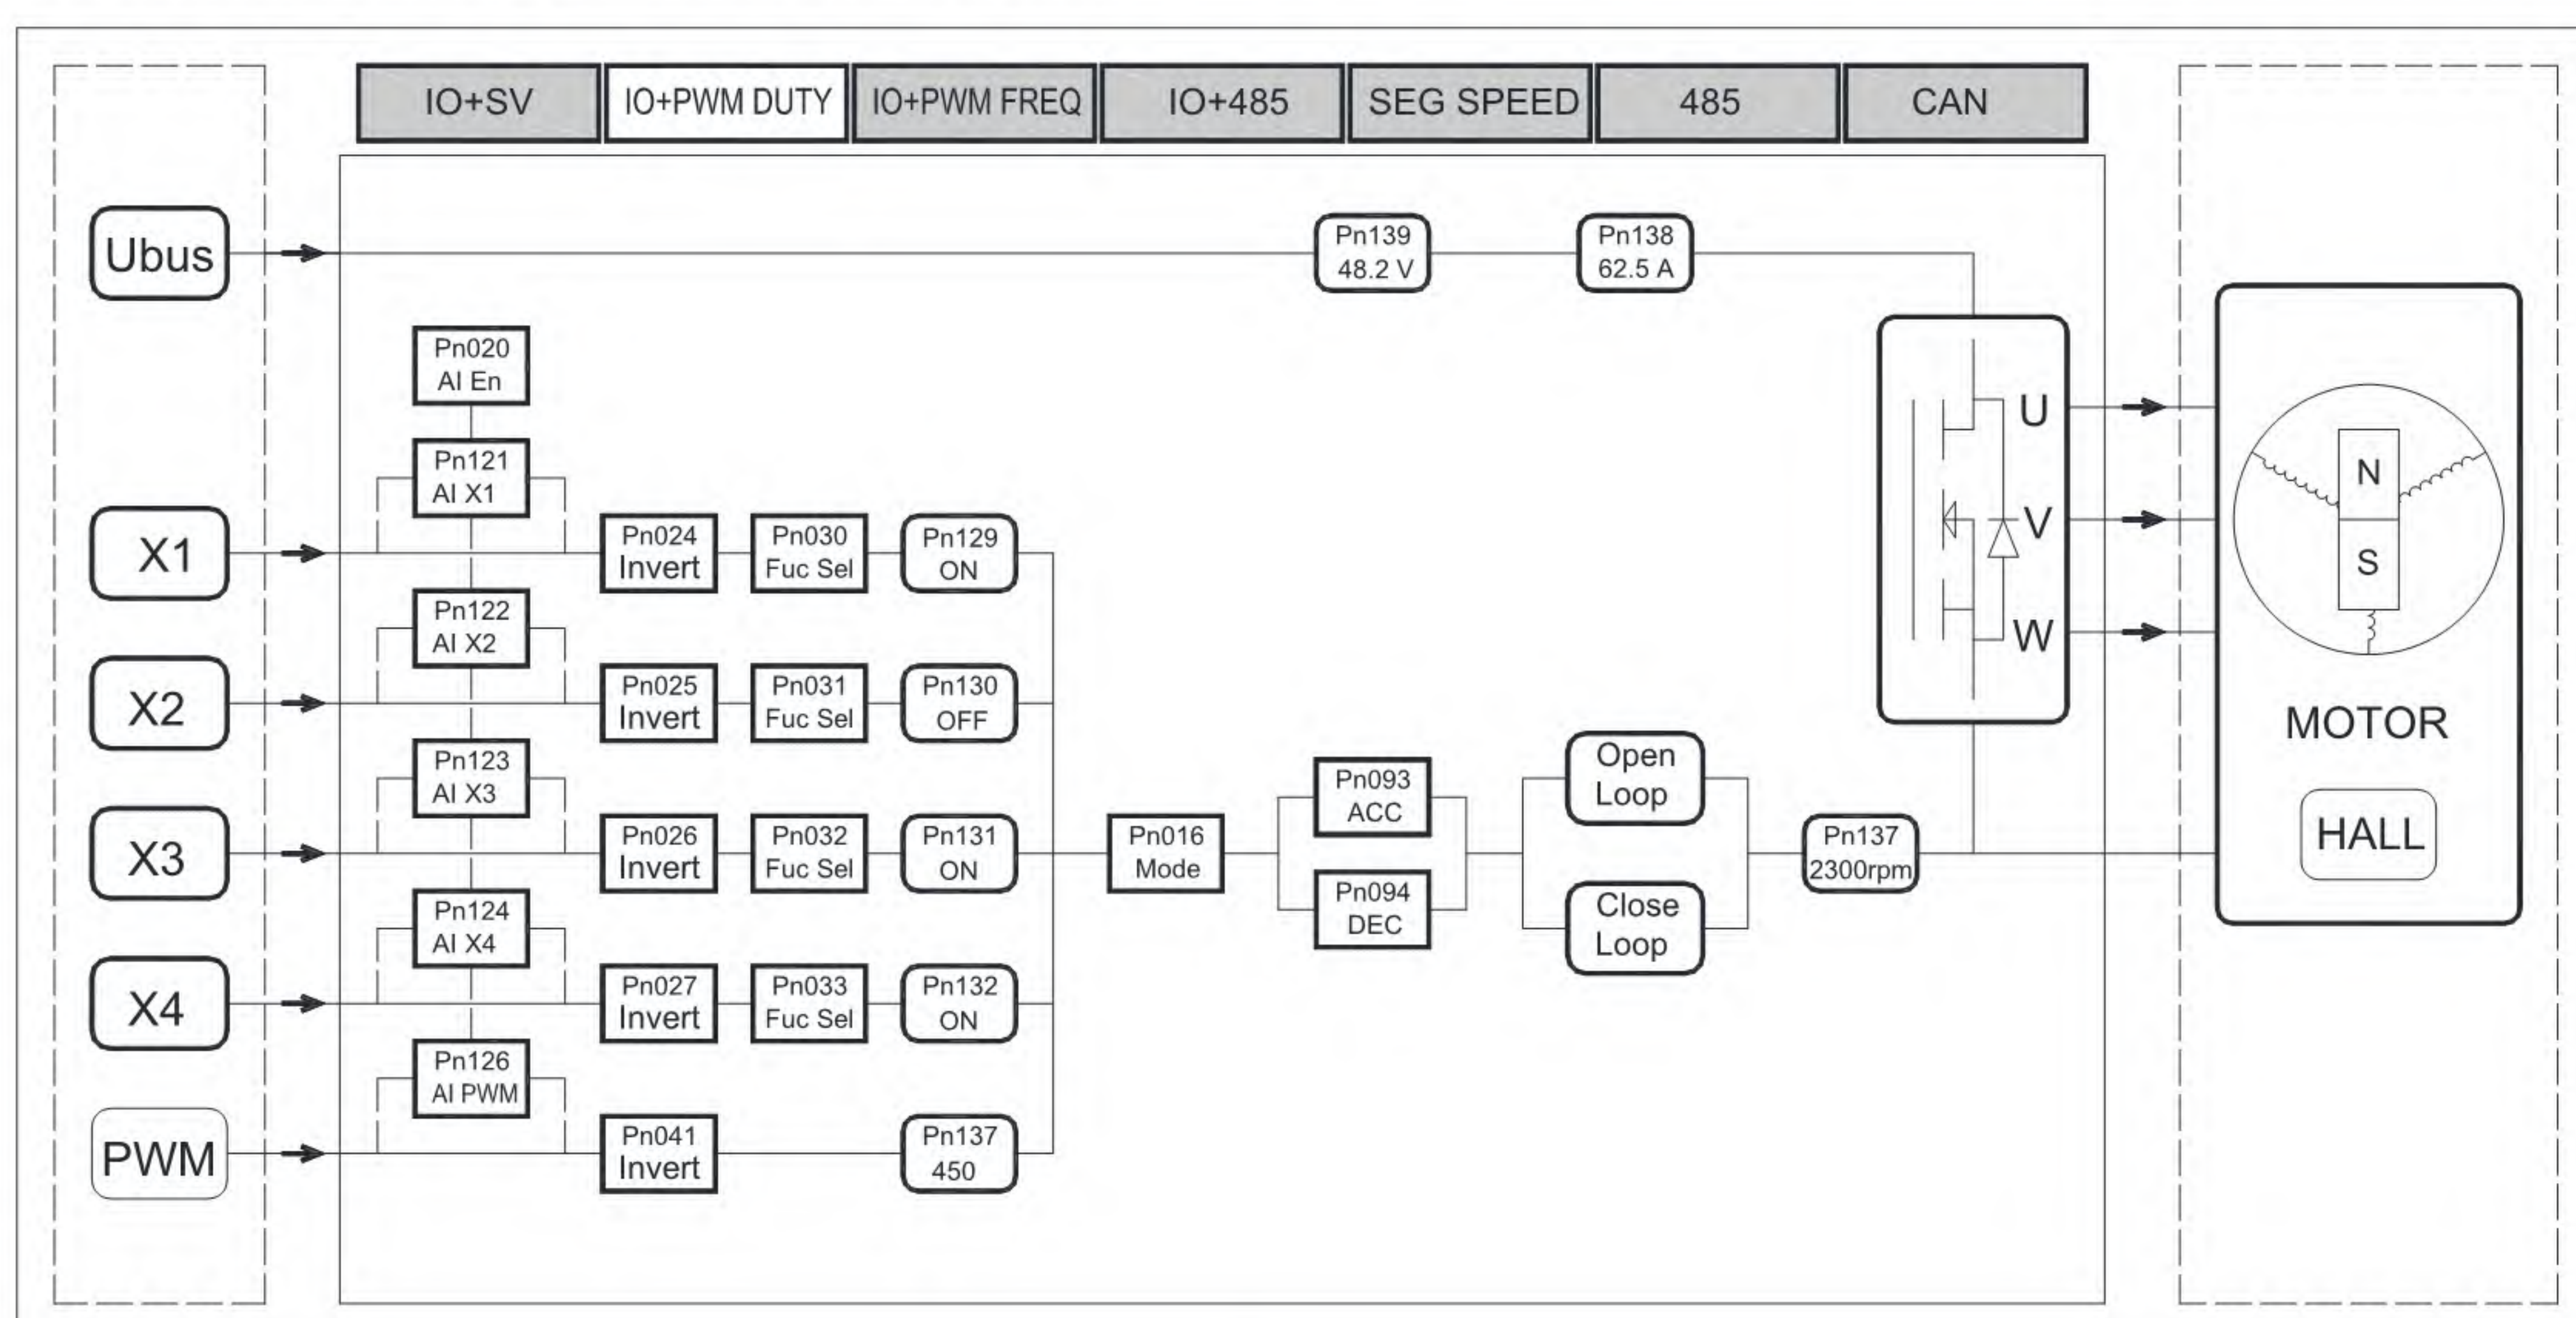 IO+SV
IO+PWM DUTY
IO+PWM FREQ
IO+485
SEG SPEED
485
CAN
Ubus
Pn139
48.2 V
Pn138
62.5 A
Pn020
AI En
Pn121
AI X1
X1
Pn024
Invert
Pn030
Fuc Sel
Pn129
ON
Pn122
AI X2
X2
Pn025
Invert
Pn031
Fuc Sel
Pn130
OFF
Pn123
AI X3
X3
Pn026
Invert
Pn032
Fuc Sel
Pn131
ON
Pn124
AI X4
X4
Pn027
Invert
Pn033
Fuc Sel
Pn132
ON
Pn126
AI PWM
PWM
Pn041
Invert
Pn137
450
Pn016
Mode
Pn093
ACC
Pn094
DEC
Open
Loop
Close
Loop
Pn137
2300rpm
U
V
W
N
S
MOTOR
HALL